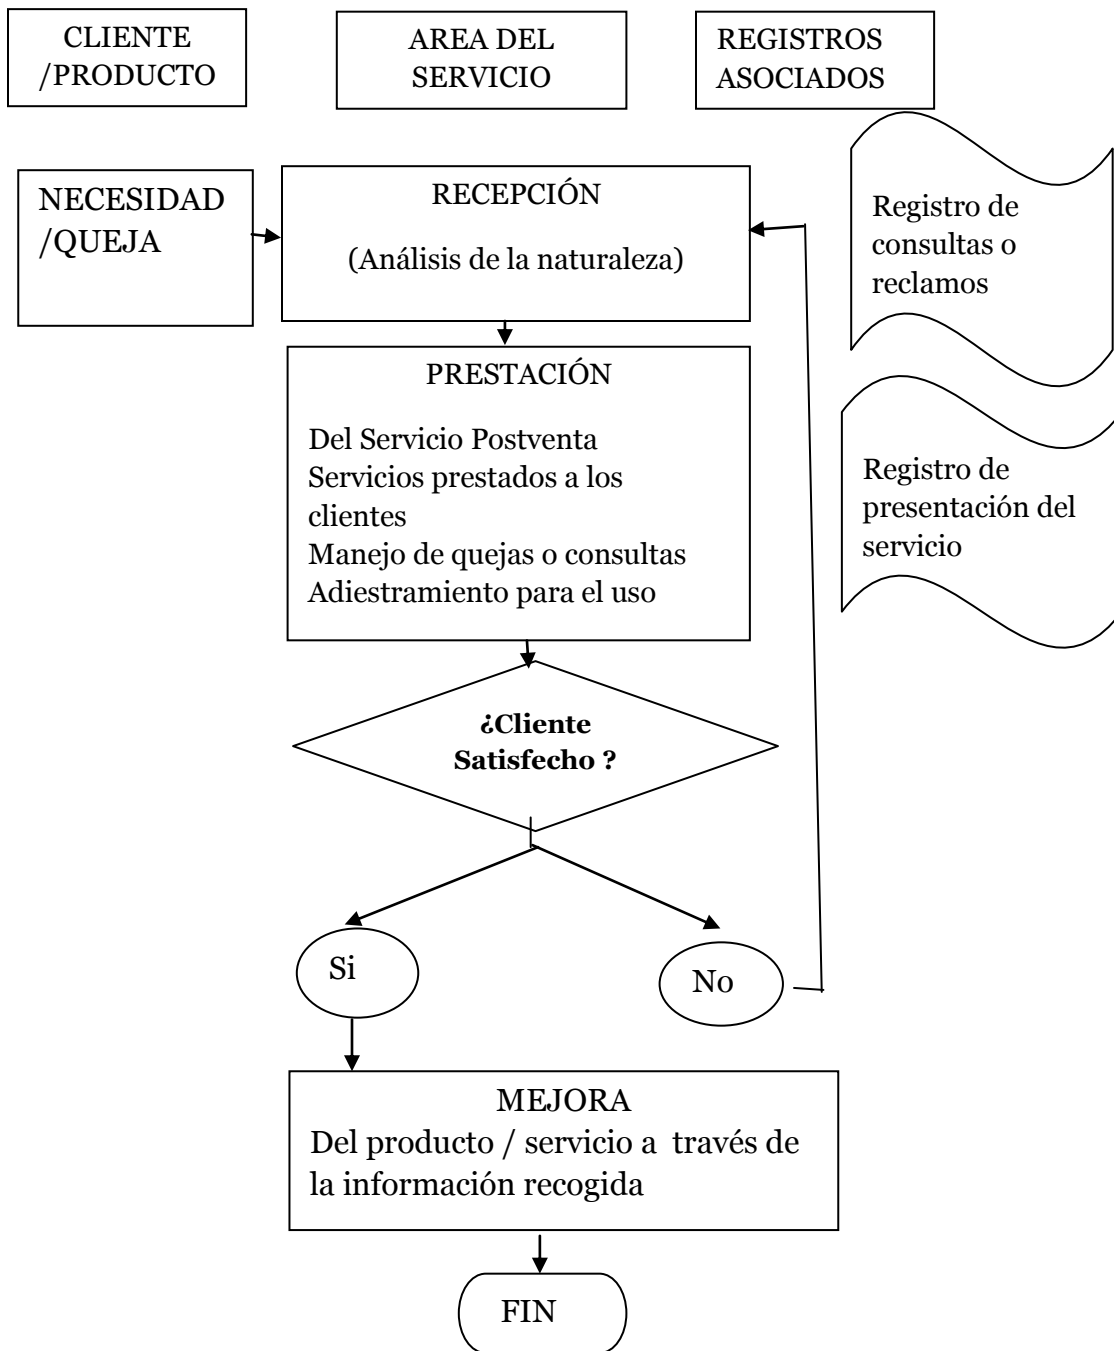 CLIENTE
/PRODUCTO
AREA DEL
SERVICIO
REGISTROS
ASOCIADOS
NECESIDAD
/QUEJA
RECEPCIÓN
(Análisis de la naturaleza)
Registro de
consultas o
reclamos
PRESTACIÓN
Del Servicio Postventa
Servicios prestados a los
clientes
Manejo de quejas o consultas
Adiestramiento para el uso
Registro de
presentación del
servicio
¿Cliente
Satisfecho ?
Si
No
MEJORA
Del producto / servicio a  través de
la información recogida
FIN